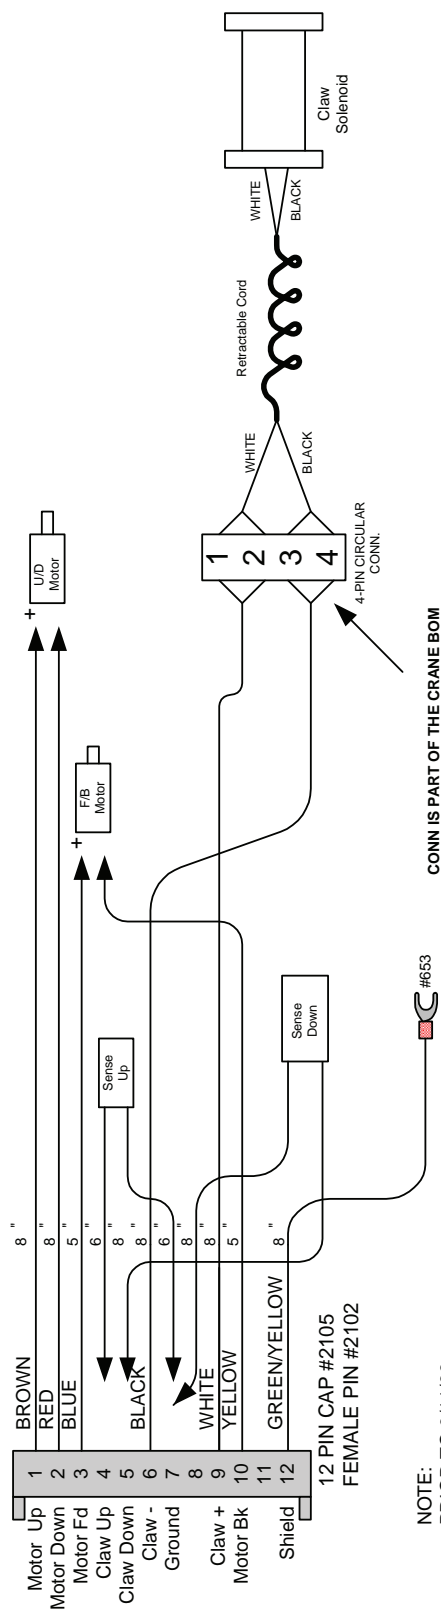 Motor Up 1 BROWN 8 "
Motor Down 2 RED 8 "
Motor Fd 3 BLUE 5 "
Claw Up 4 6 "
Claw Down 5 8 "
Claw - 6 BLACK 8 "
Ground 7 6 "
8 8 "
Claw + 9 WHITE 8 "
Motor Bk 10 YELLOW 5 "
11
Shield 12 GREEN/YELLOW 8 "
12 PIN CAP #2105
FEMALE PIN #2102
Sense
Up
Sense
Down
#653
+
F/B
Motor
+
U/D
Motor
1
2
3
4
4-PIN CIRCULAR
CONN.
CONN IS PART OF THE CRANE BOM
WHITE
BLACK
Retractable Cord
WHITE
BLACK
Claw
Solenoid
NOTE: